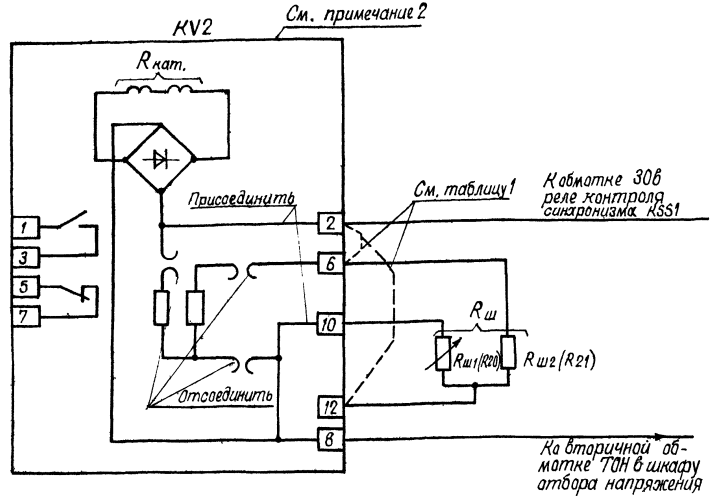 KV2
См. примечание 2
Rкат.
Присоединить
См. таблицу 1
К обмотке 30в
реле контроля
синхронизма KSS1
1
3
5
7
2
6
10
12
8
Rш
Rш1(R20)
Rш2(R21)
Отсоединить
Ко вторичной об-
мотке ТОН в шкафу
отбора напряжения